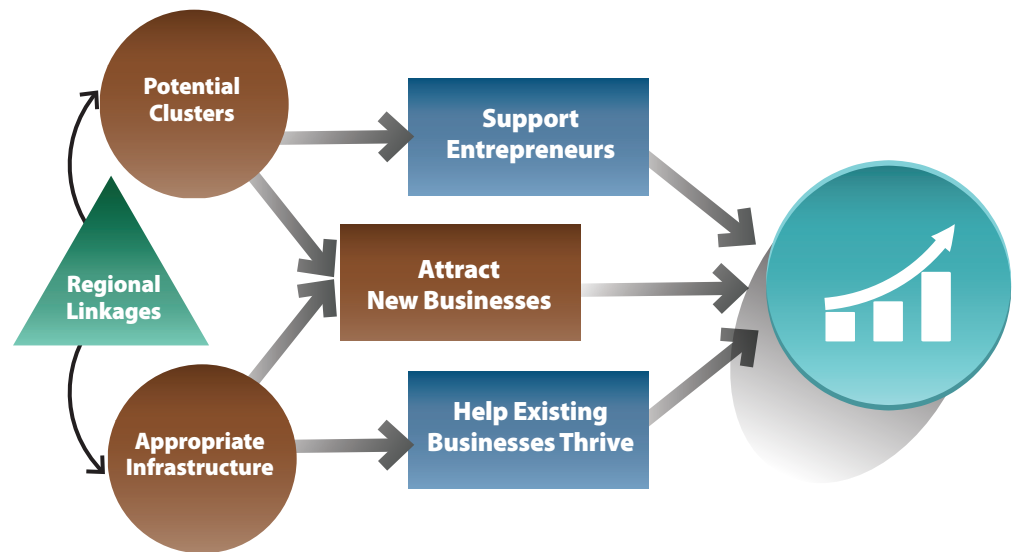 Potential
Clusters
Support
Entrepreneurs
Regional
Linkages
Attract
New Businesses
Appropriate
Infrastructure
Help Existing
Businesses Thrive